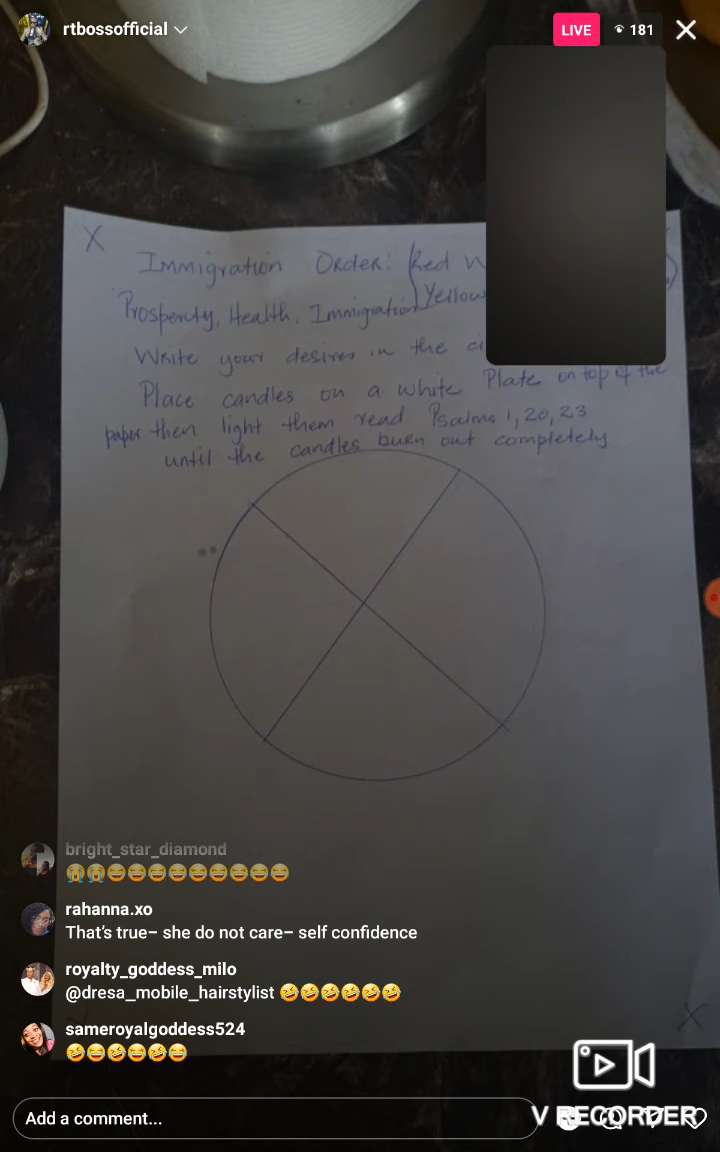 rtbossofficial
LIVE
181
X
Immigration Order: (Red
Prosperity, Health, Immigration Yellow
Write your desires in the ci
Place candles on a white Plate on top of the
paper then light them read Psalms 1, 20, 23
until the candles burn out completely
bright_star_diamond
😭😭😂😂😂😂😂😂😂😂😂
rahanna.xo
That's true– she do not care– self confidence
royalty_goddess_milo
@dresa_mobile_hairstylist 🤣🤣🤣🤣🤣🤣
sameroyalgoddess524
🤣😂🤣😂🤣😂
X
Add a comment...
V RECORDER